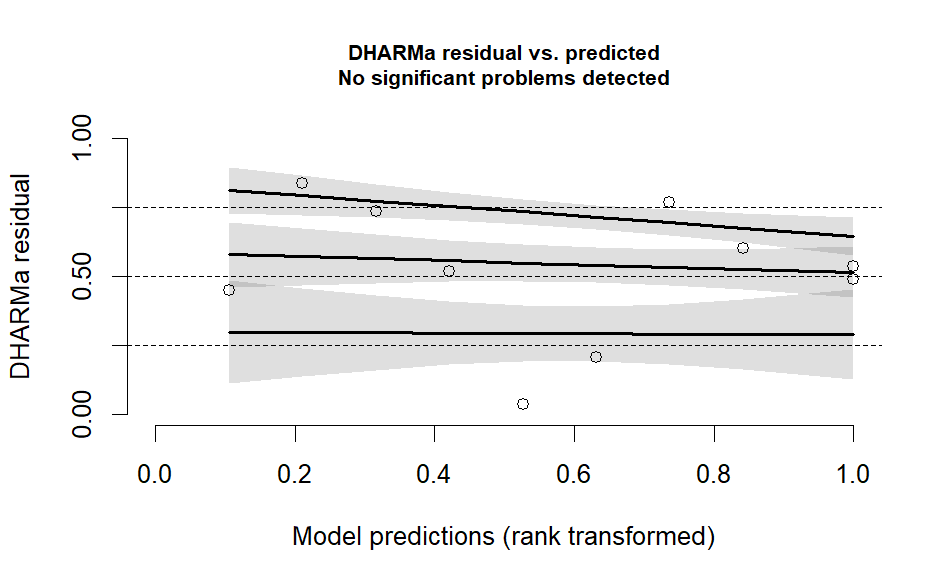 DHARMa residual vs. predicted
No significant problems detected
DHARMa residual
1.00
0.50
0.00
0.0 0.2 0.4 0.6 0.8 1.0
Model predictions (rank transformed)